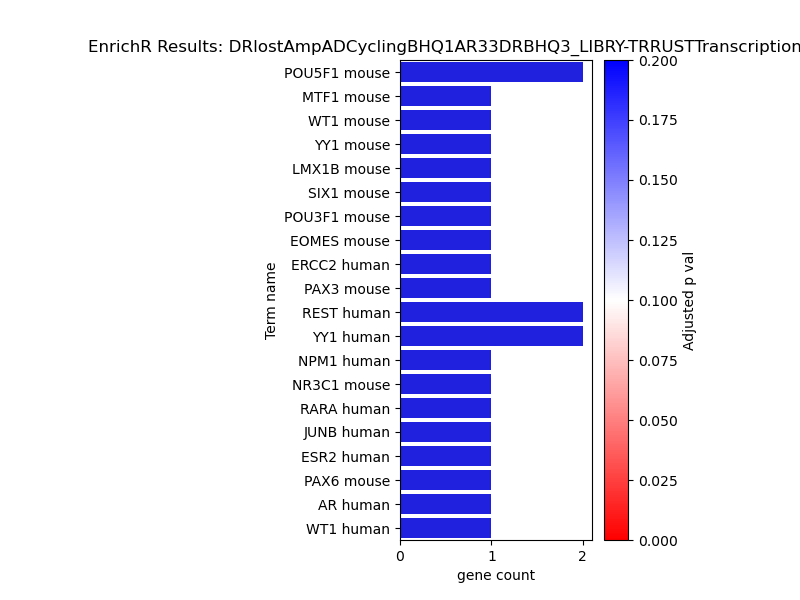 EnrichR Results: DRlostAmpADCyclingBHQ1AR33DRBHQ3_LIBRY-TRRUSTTranscription
POU5F1 mouse
MTF1 mouse
WT1 mouse
YY1 mouse
LMX1B mouse
SIX1 mouse
POU3F1 mouse
EOMES mouse
ERCC2 human
PAX3 mouse
REST human
YY1 human
NPM1 human
NR3C1 mouse
RARA human
JUNB human
ESR2 human
PAX6 mouse
AR human
WT1 human
Term name
0 1 2
gene count
0.200
0.175
0.150
0.125
0.100
0.075
0.050
0.025
0.000
Adjusted p val